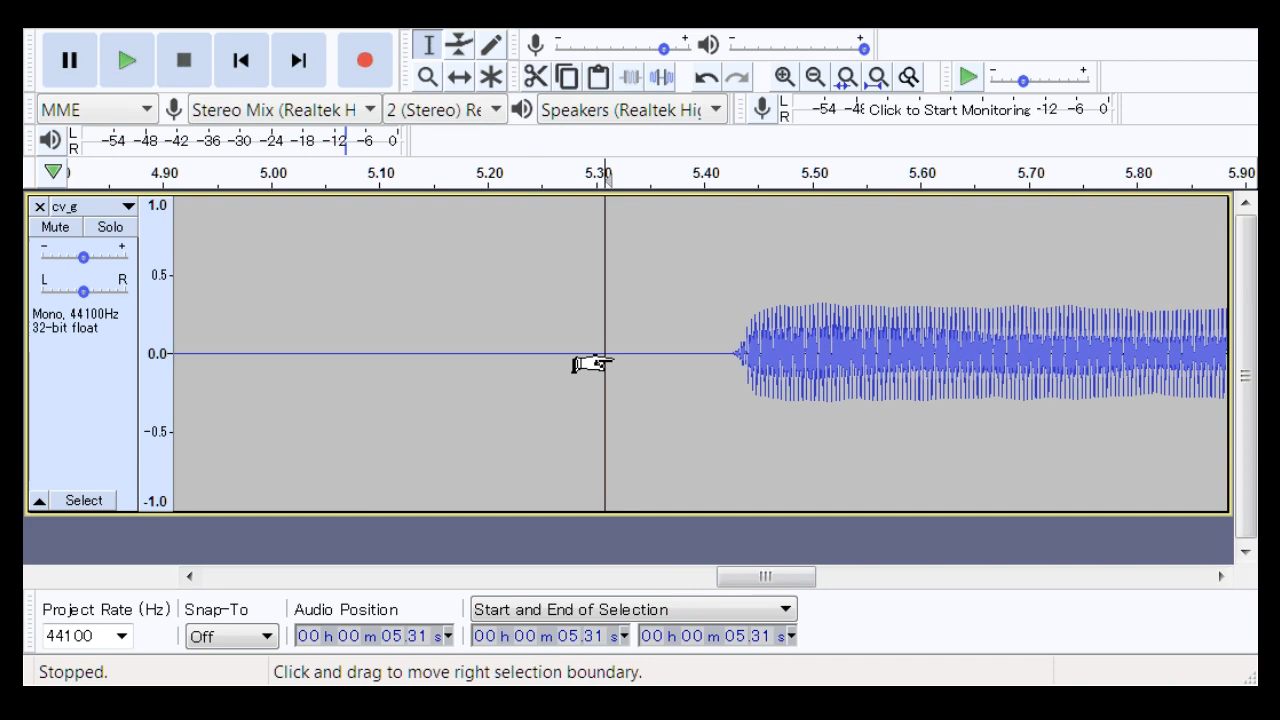 MME
Stereo Mix (Realtek H
2 (Stereo) Re
Speakers (Realtek Hig
L
R
-54 -48 Click to Start Monitoring -12 -6 0
L
R
-54 -48 -42 -36 -30 -24 -18 -12 -6 0
4.90 5.00 5.10 5.20 5.30 5.40 5.50 5.60 5.70 5.80 5.90
cv_g
Mute Solo
- +
L R
Mono, 44100Hz
32-bit float
Select
1.0
0.5
0.0
-0.5
-1.0
Project Rate (Hz) Snap-To Audio Position Start and End of Selection
44100 Off 00 h 00 m 05.31 s 00 h 00 m 05.31 s 00 h 00 m 05.31 s
Stopped. Click and drag to move right selection boundary.